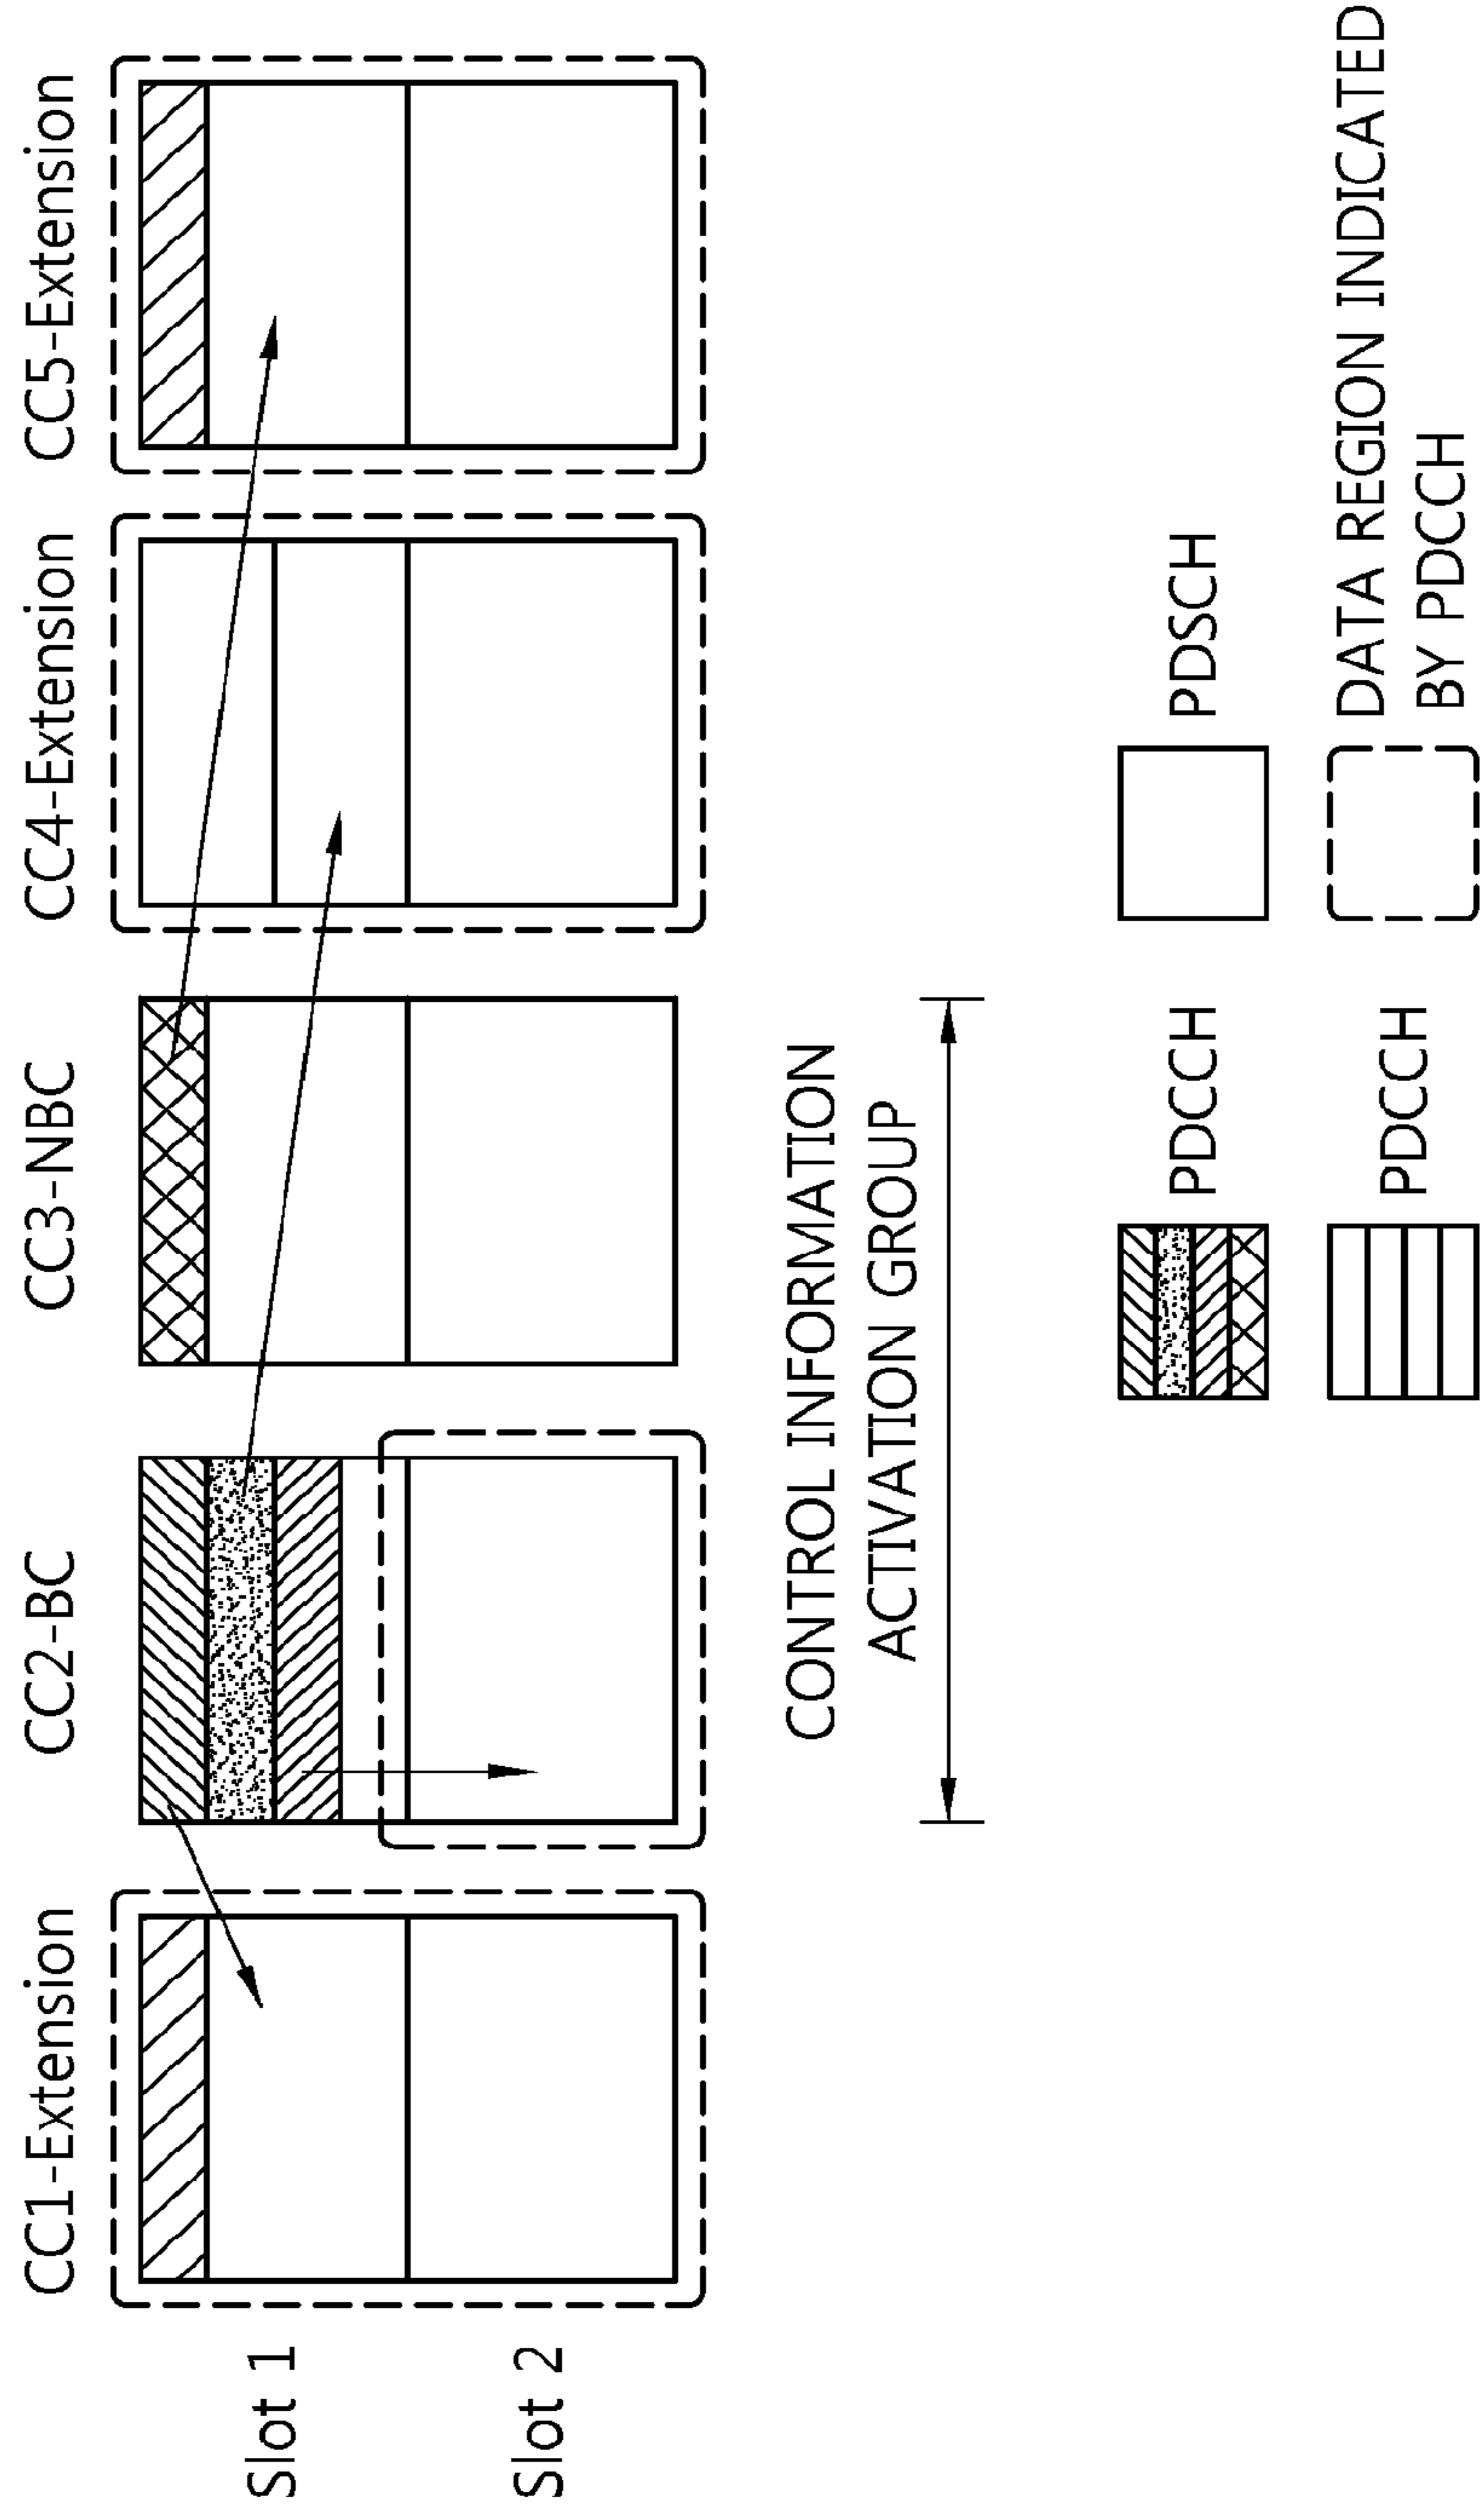 CC1-Extension
CC2-BC
CC3-NBC
CC4-Extension
CC5-Extension
Slot 1
Slot 2
CONTROL INFORMATION
ACTIVATION GROUP
PDCCH
PDSCH
PDCCH
DATA REGION INDICATED
BY PDCCH